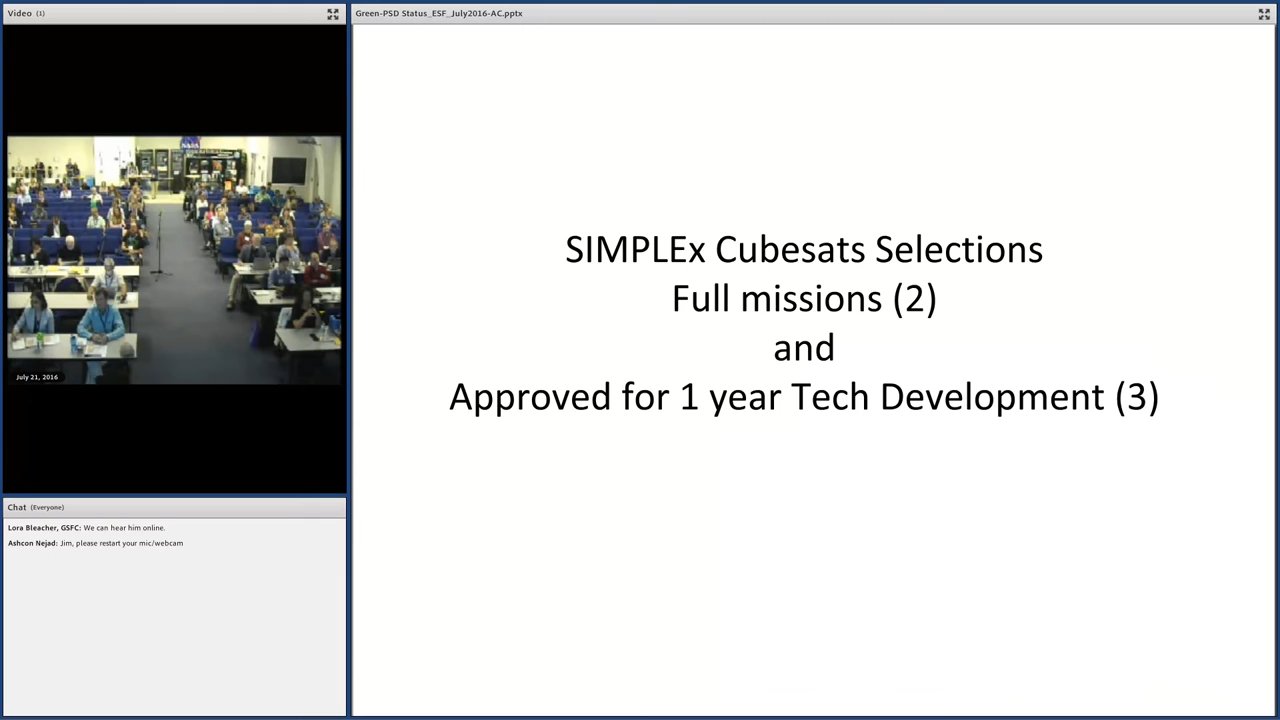 Video (1)
Green-PSD Status_ESF_July2016-AC.pptx
NASA
July 21, 2016
SIMPLEx Cubesats Selections
Full missions (2)
and
Approved for 1 year Tech Development (3)
Chat (Everyone)
Lora Bleacher, GSFC: We can hear him online.
Ashcon Nejad: Jim, please restart your mic/webcam